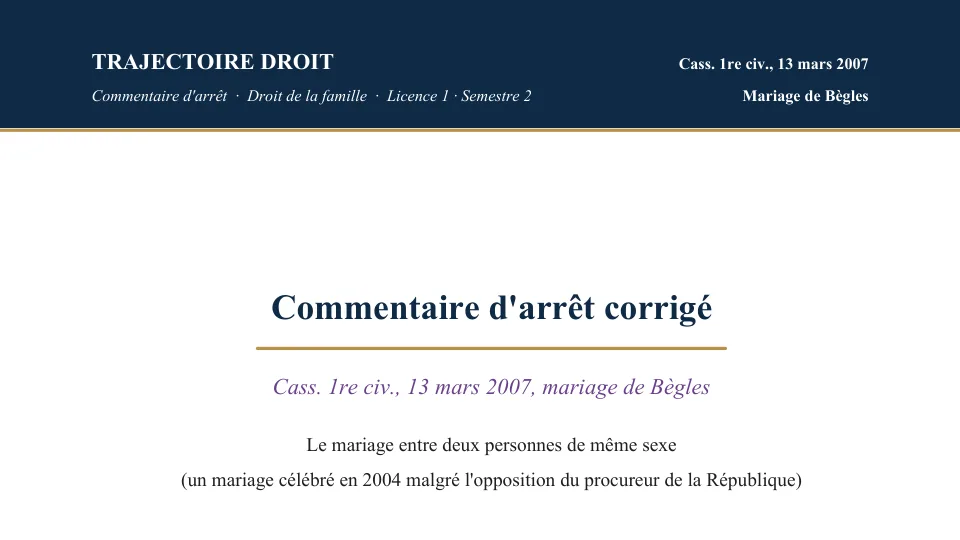 TRAJECTOIRE DROIT
Cass. 1re civ., 13 mars 2007
Commentaire d'arrêt · Droit de la famille · Licence 1 · Semestre 2
Mariage de Bègles
Commentaire d'arrêt corrigé
Cass. 1re civ., 13 mars 2007, mariage de Bègles
Le mariage entre deux personnes de même sexe
(un mariage célébré en 2004 malgré l'opposition du procureur de la République)